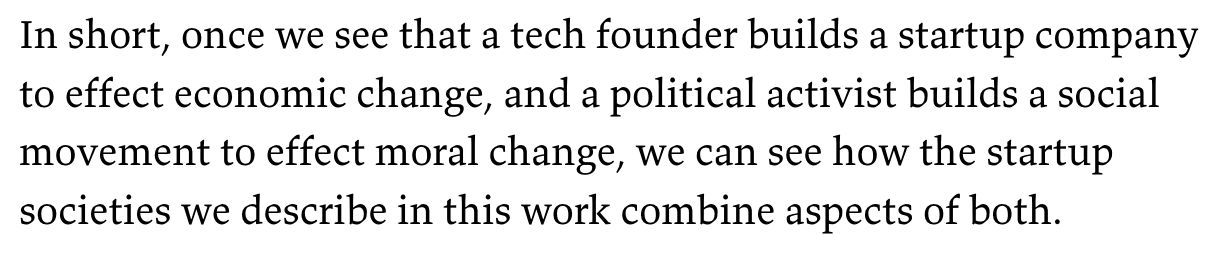 In short, once we see that a tech founder builds a startup company
to effect economic change, and a political activist builds a social
movement to effect moral change, we can see how the startup
societies we describe in this work combine aspects of both.